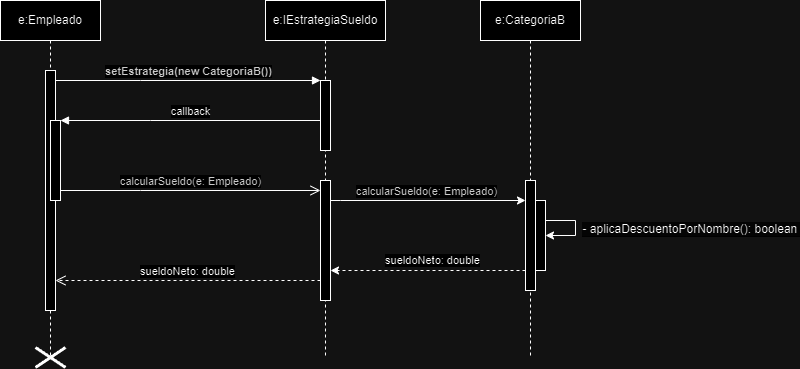 e:Empleado
e:IEstrategiaSueldo
e:CategoriaB
setEstrategia(new CategoriaB())
callback
calcularSueldo(e: Empleado)
calcularSueldo(e: Empleado)
- aplicaDescuentoPorNombre(): boolean
sueldoNeto: double
sueldoNeto: double